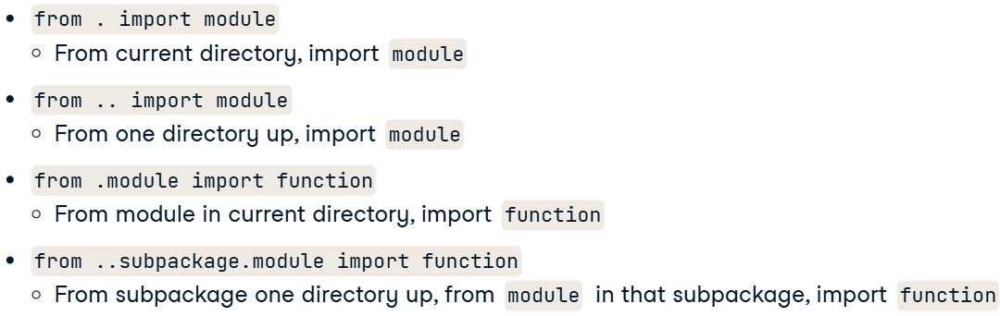 • from . import module
○ From current directory, import module
• from .. import module
○ From one directory up, import module
• from .module import function
○ From module in current directory, import function
• from ..subpackage.module import function
○ From subpackage one directory up, from module in that subpackage, import function